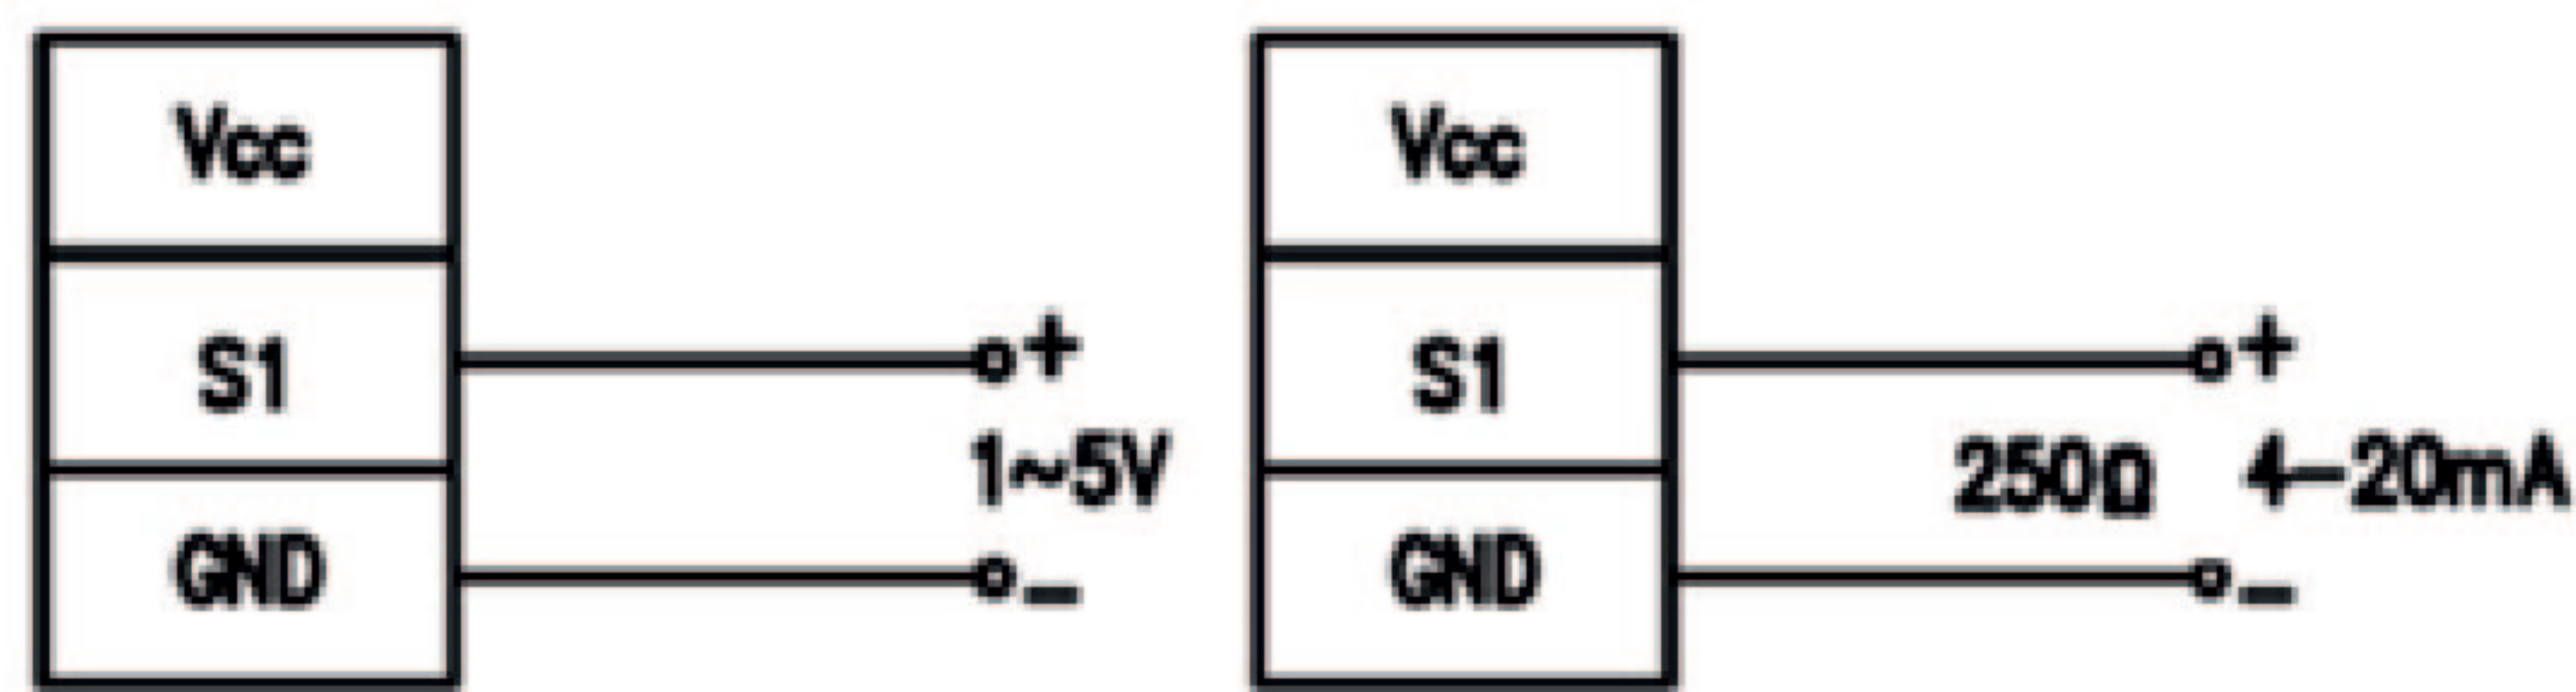 Vcc
S1
+
1~5V
GND
−
Vcc
S1
+
250Ω 4−20mA
GND
−